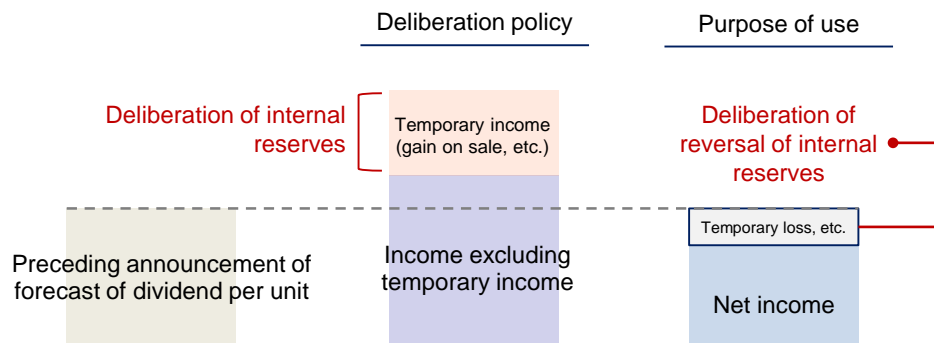 Deliberation policy
Purpose of use
Deliberation of internal
reserves
Temporary income
(gain on sale, etc.)
Deliberation of
reversal of internal
reserves
Temporary loss, etc.
Preceding announcement of
forecast of dividend per unit
Income excluding
temporary income
Net income